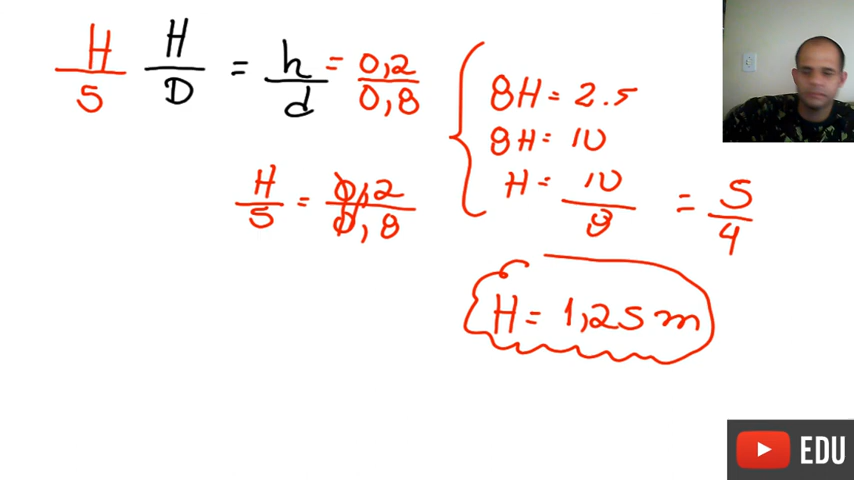 H/5 H/D = h/d = 0,2/0,8
H/5 = 0,2/0,8
8H = 2.5
8H = 10
H = 10/8 = 5/4
H = 1,25 m
EDU